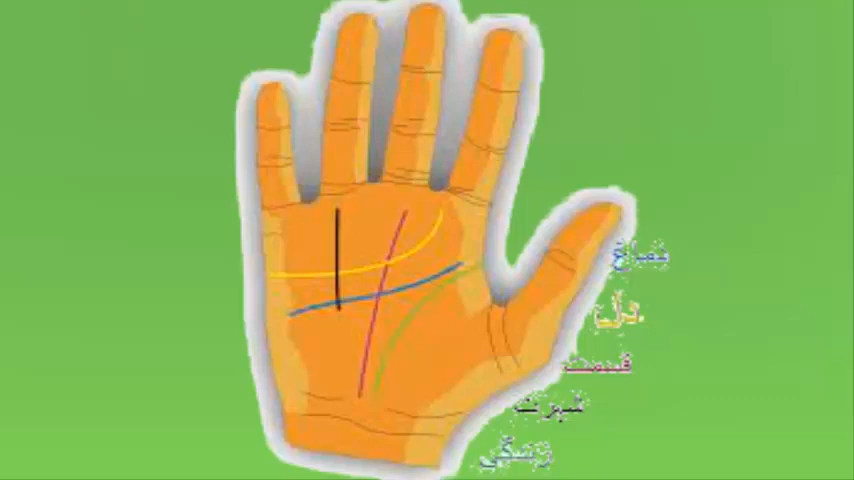 دماغ
دل
قسمت
شہرت
زندگی